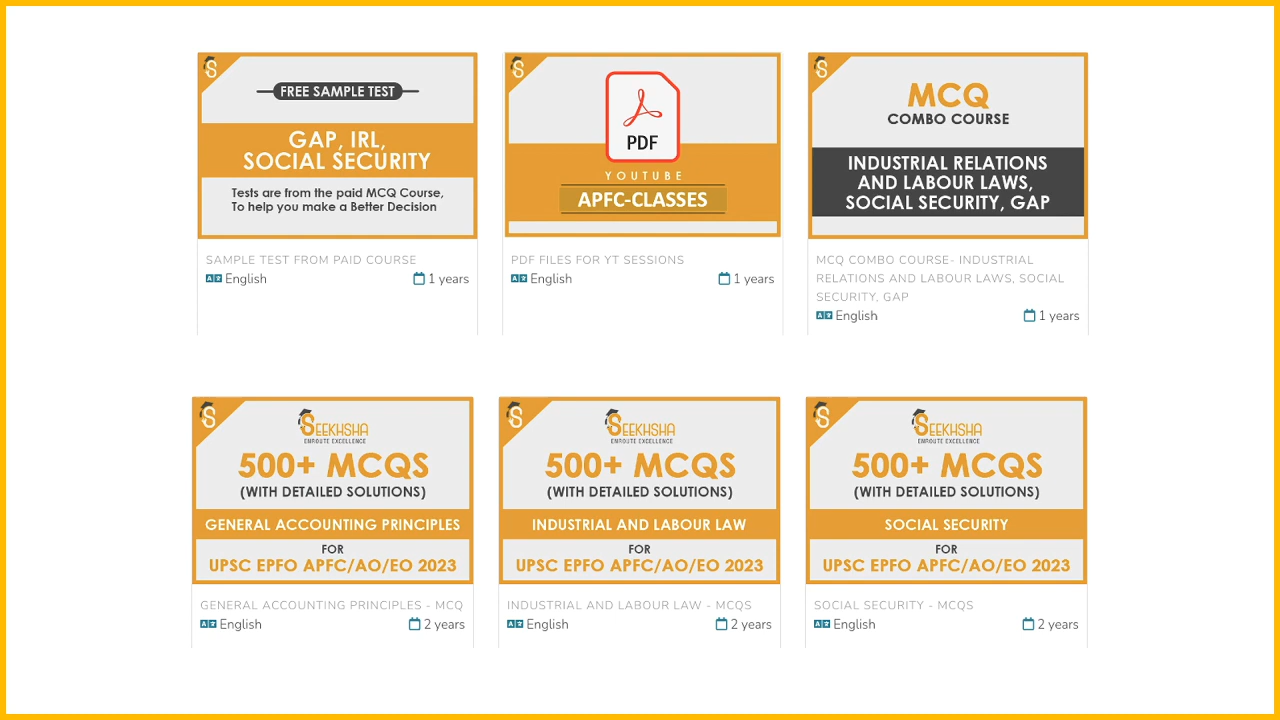 FREE SAMPLE TEST
GAP, IRL,
SOCIAL SECURITY
Tests are from the paid MCQ Course,
To help you make a Better Decision
SAMPLE TEST FROM PAID COURSE
English
1 years
PDF
YOUTUBE
APFC-CLASSES
PDF FILES FOR YT SESSIONS
English
1 years
MCQ
COMBO COURSE
INDUSTRIAL RELATIONS
AND LABOUR LAWS,
SOCIAL SECURITY, GAP
MCQ COMBO COURSE- INDUSTRIAL
RELATIONS AND LABOUR LAWS, SOCIAL
SECURITY, GAP
English
1 years
SEEKHSHA
ENROUTE EXCELLENCE
500+ MCQS
(WITH DETAILED SOLUTIONS)
GENERAL ACCOUNTING PRINCIPLES
FOR
UPSC EPFO APFC/AO/EO 2023
GENERAL ACCOUNTING PRINCIPLES - MCQ
English
2 years
SEEKHSHA
ENROUTE EXCELLENCE
500+ MCQS
(WITH DETAILED SOLUTIONS)
INDUSTRIAL AND LABOUR LAW
FOR
UPSC EPFO APFC/AO/EO 2023
INDUSTRIAL AND LABOUR LAW - MCQS
English
2 years
SEEKHSHA
ENROUTE EXCELLENCE
500+ MCQS
(WITH DETAILED SOLUTIONS)
SOCIAL SECURITY
FOR
UPSC EPFO APFC/AO/EO 2023
SOCIAL SECURITY - MCQS
English
2 years